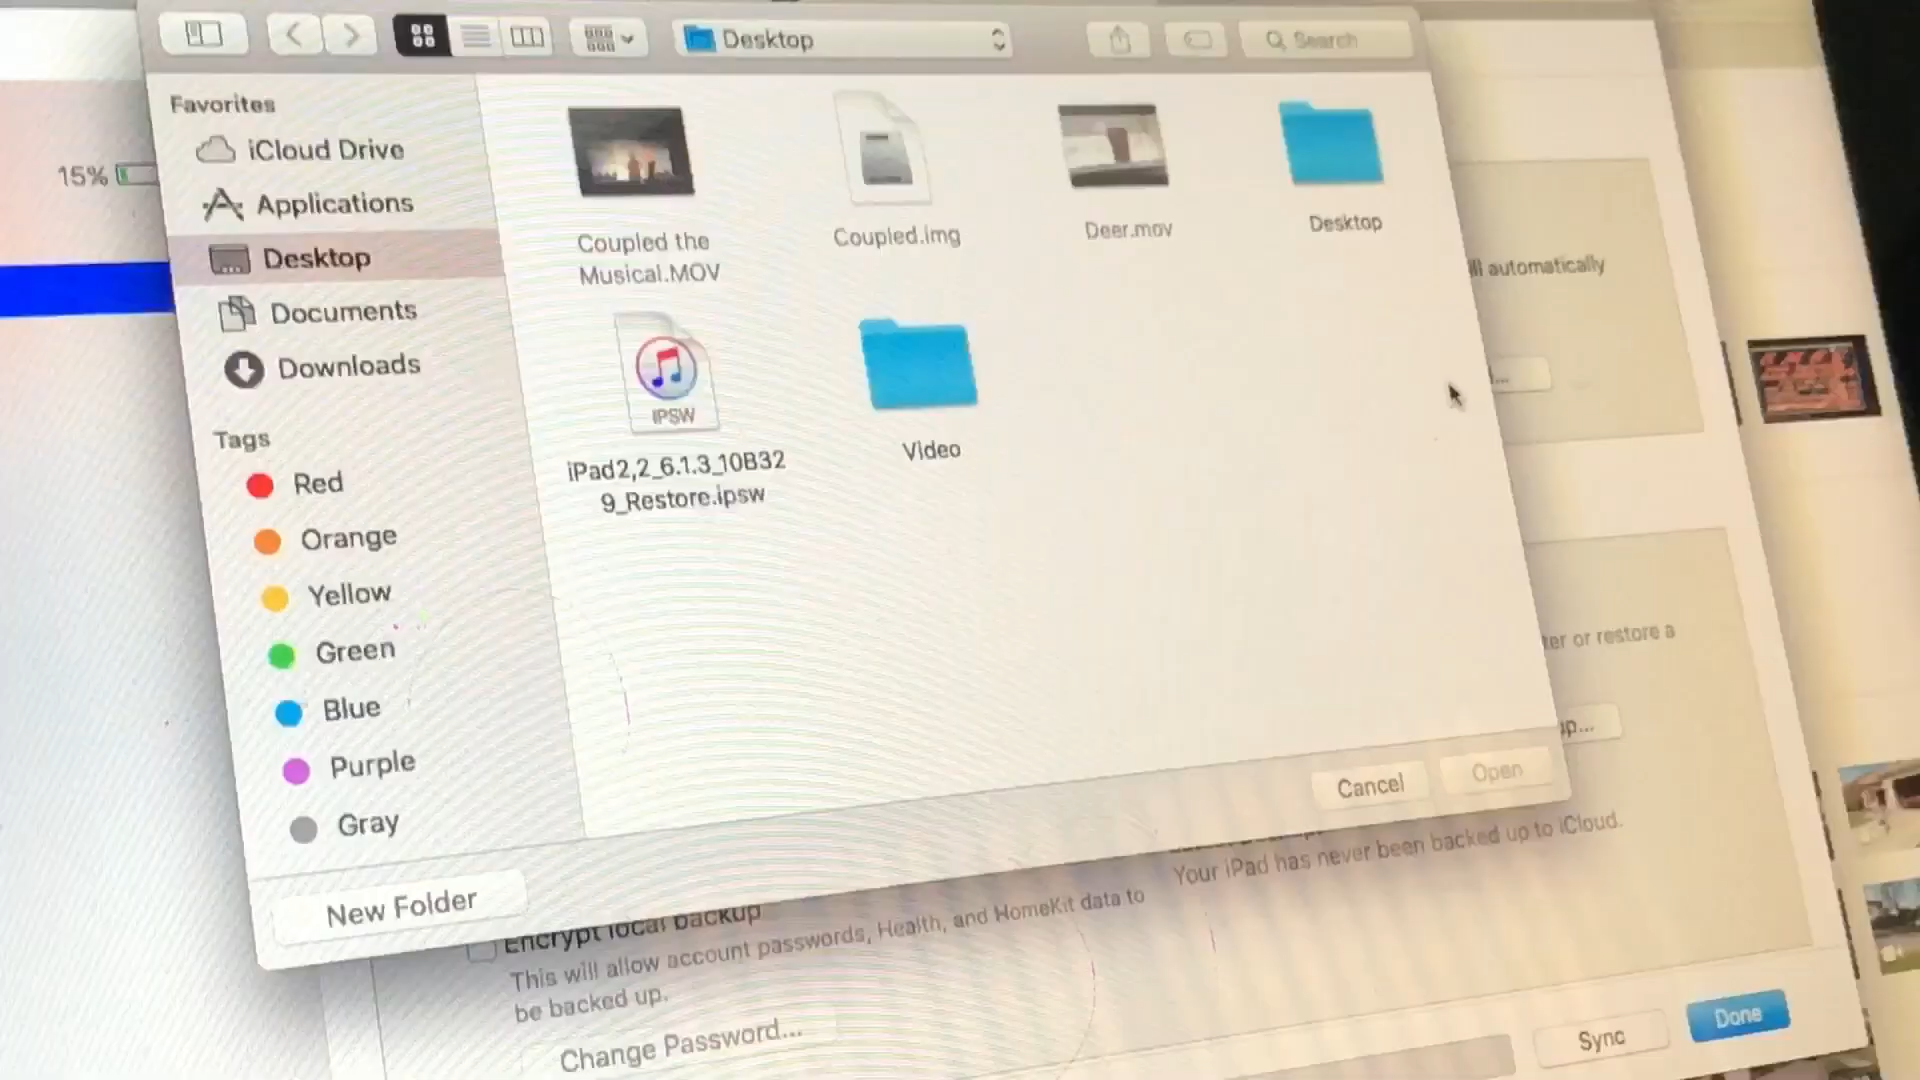 Desktop
Search
Favorites
iCloud Drive
Applications
Desktop
Documents
Downloads
Tags
Red
Orange
Yellow
Green
Blue
Purple
Gray
15%
Coupled the
Musical.MOV
Coupled.img
Deer.mov
Desktop
IPSW
iPad2,2_6.1.3_10B32
9_Restore.ipsw
Video
automatically
or restore a
Cancel
Open
New Folder
Your iPad has never been backed up to iCloud.
Encrypt local backup
This will allow account passwords, Health, and HomeKit data to
be backed up.
Change Password...
Sync
Done